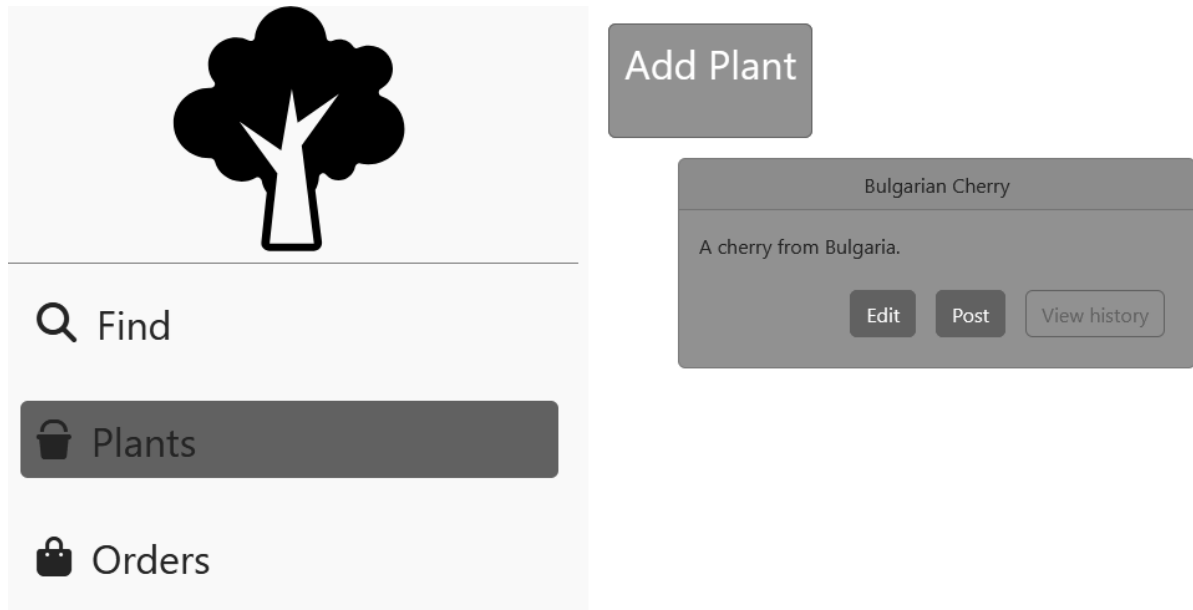 Find
Plants
Orders
Add Plant
Bulgarian Cherry
A cherry from Bulgaria.
Edit
Post
View history